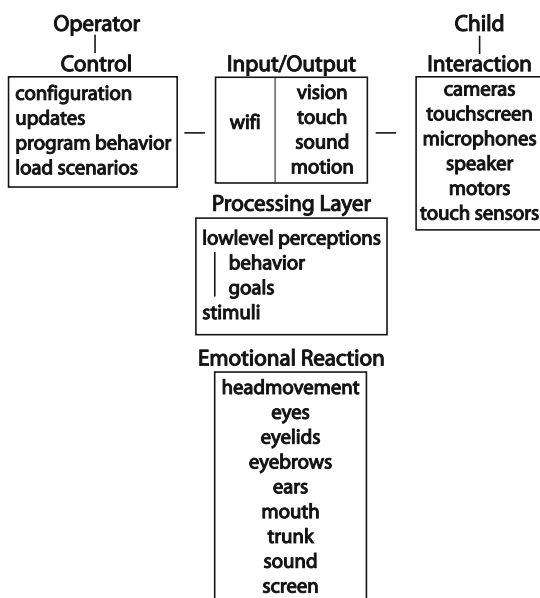 Operator
Control
configuration
updates
program behavior
load scenarios
Input/Output
wifi
vision
touch
sound
motion
Child
Interaction
cameras
touchscreen
microphones
speaker
motors
touch sensors
Processing Layer
lowlevel perceptions
behavior
goals
stimuli
Emotional Reaction
headmovement
eyes
eyelids
eyebrows
ears
mouth
trunk
sound
screen